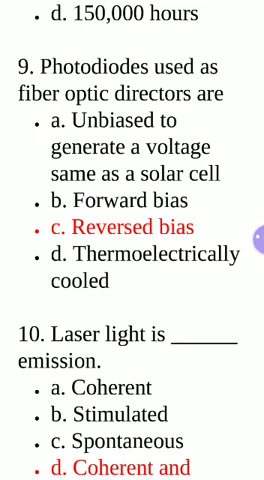 d. 150,000 hours
9. Photodiodes used as
fiber optic directors are
a. Unbiased to
generate a voltage
same as a solar cell
b. Forward bias
c. Reversed bias
d. Thermoelectrically
cooled
10. Laser light is ______
emission.
a. Coherent
b. Stimulated
c. Spontaneous
d. Coherent and